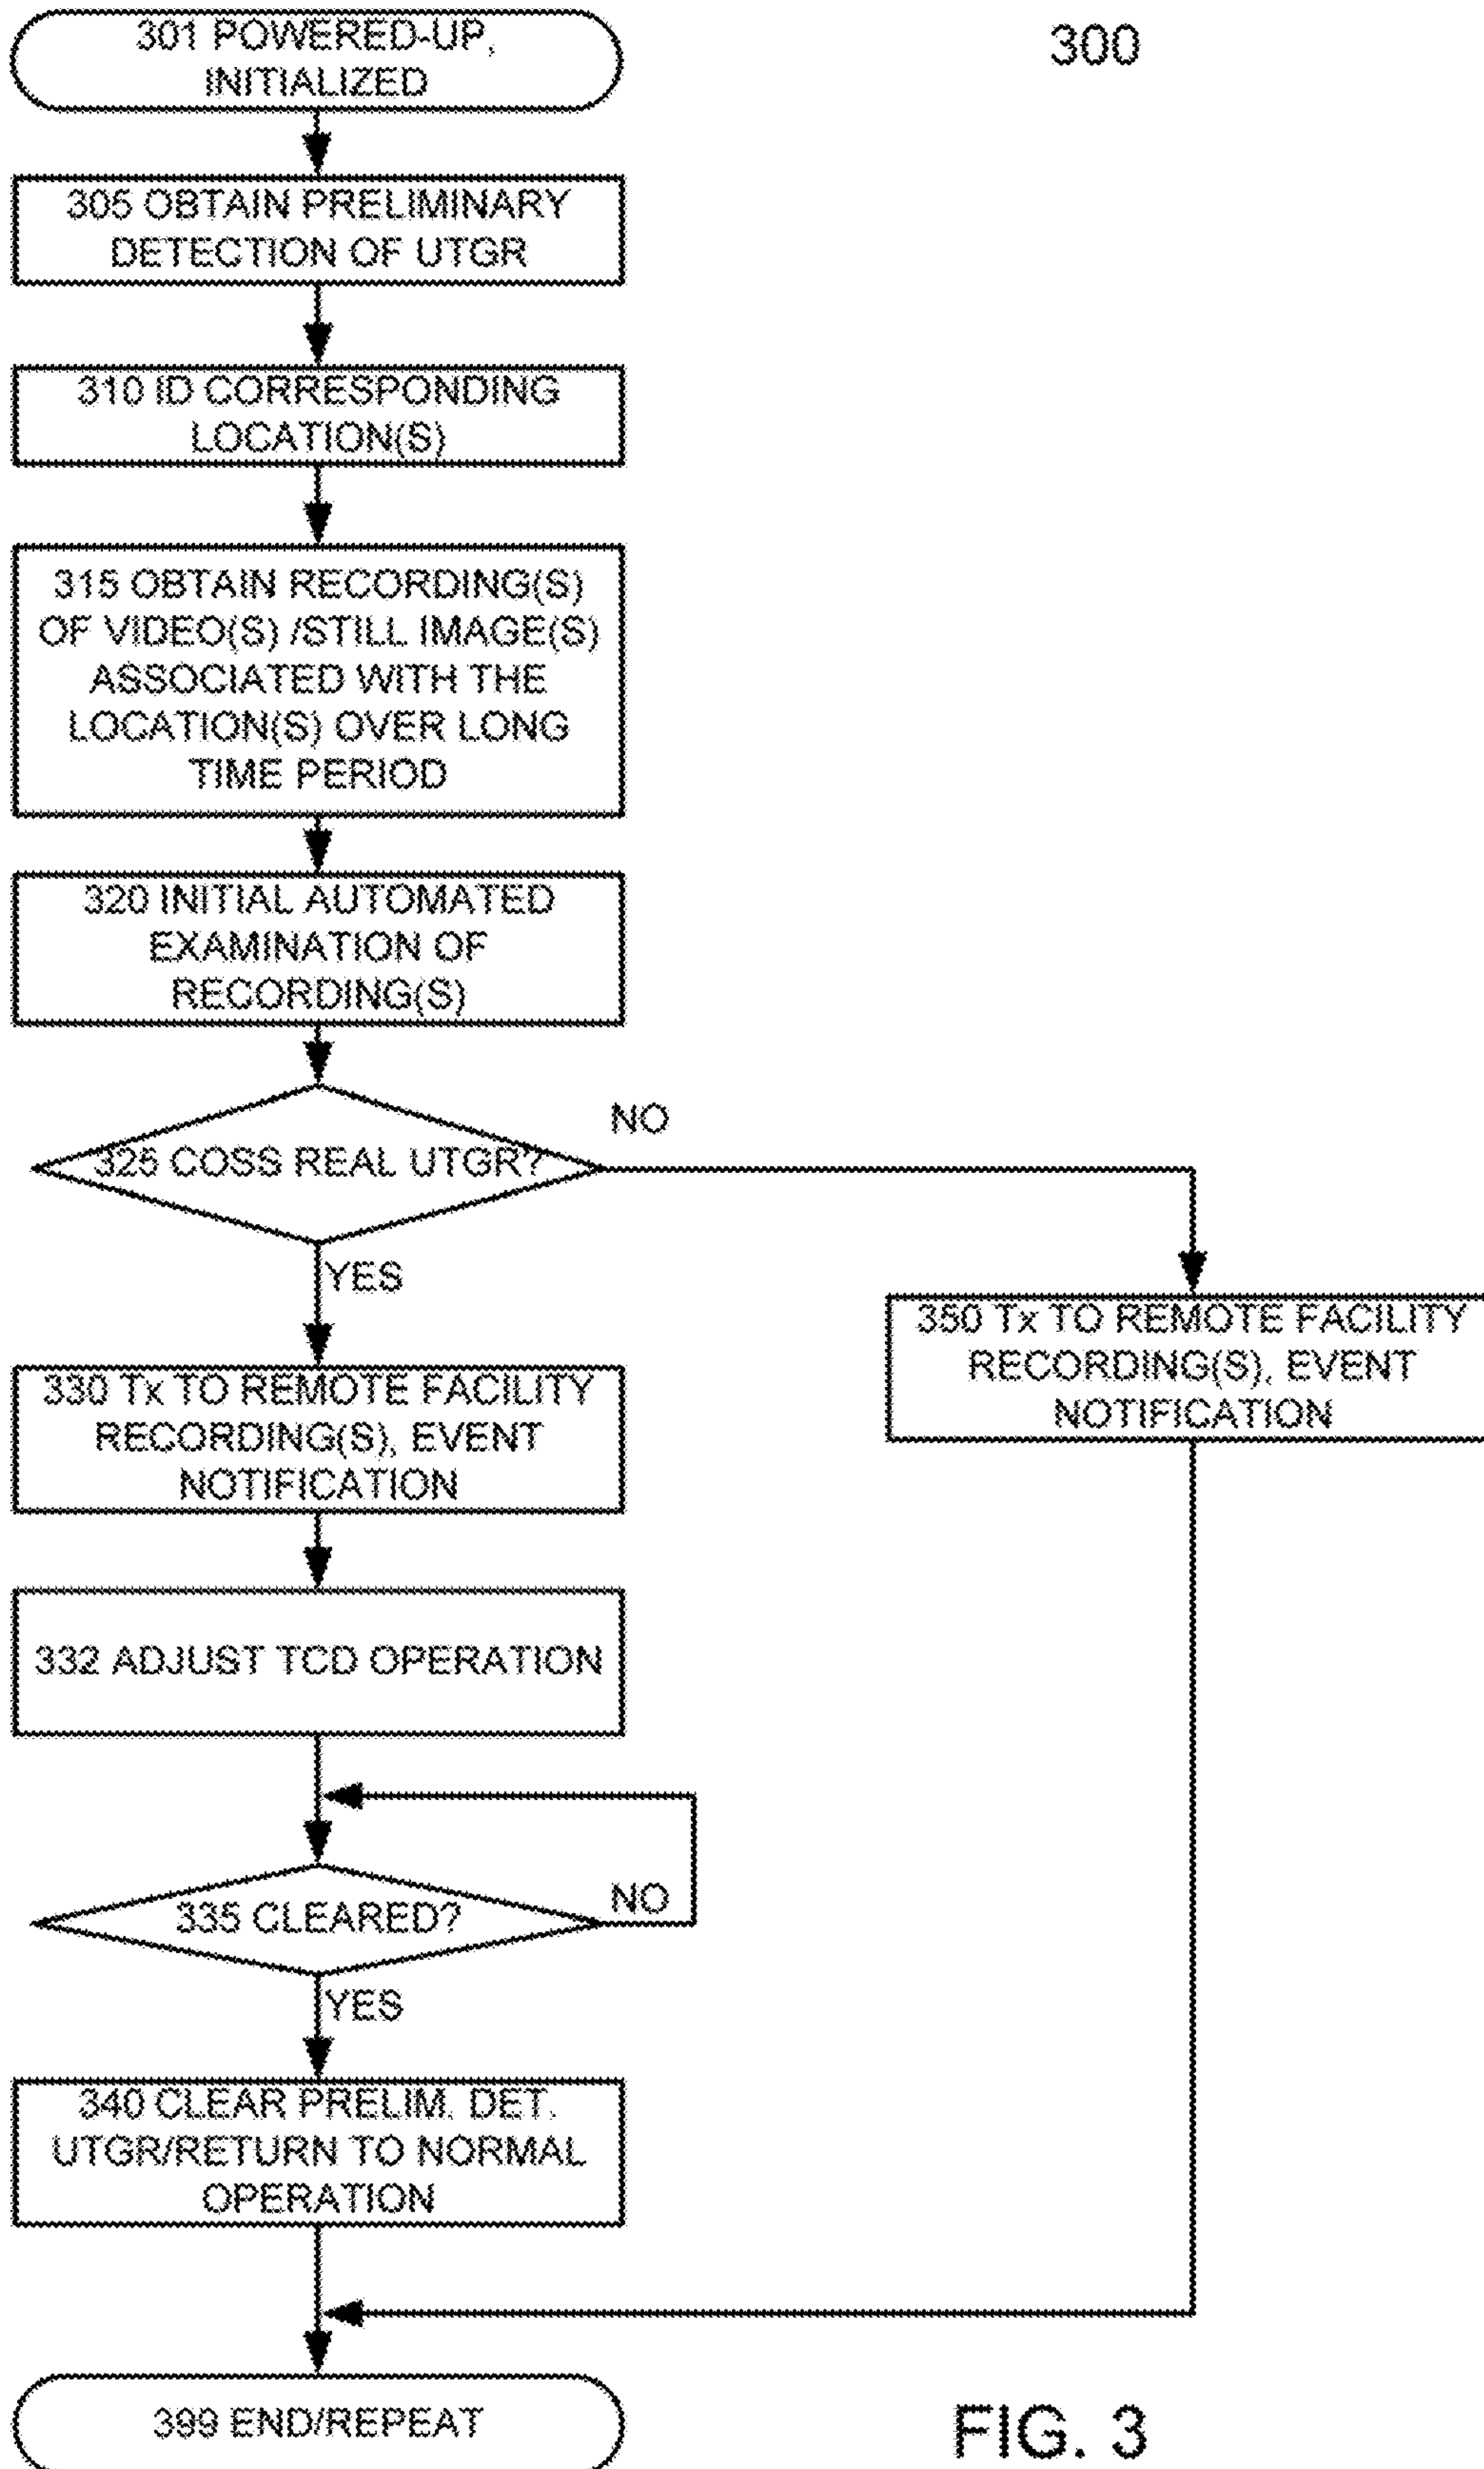 301 POWERED-UP,
INITIALIZED
300
305 OBTAIN PRELIMINARY
DETECTION OF UTGR
310 ID CORRESPONDING
LOCATION(S)
315 OBTAIN RECORDING(S)
OF VIDEO(S) /STILL IMAGE(S)
ASSOCIATED WITH THE
LOCATION(S) OVER LONG
TIME PERIOD
320 INITIAL AUTOMATED
EXAMINATION OF
RECORDING(S)
325 COSS REAL UTGR?
NO
YES
330 Tx TO REMOTE FACILITY
RECORDING(S), EVENT
NOTIFICATION
350 Tx TO REMOTE FACILITY
RECORDING(S), EVENT
NOTIFICATION
332 ADJUST TCD OPERATION
335 CLEARED?
NO
YES
340 CLEAR PRELIM. DET.
UTGR/RETURN TO NORMAL
OPERATION
399 END/REPEAT
FIG. 3